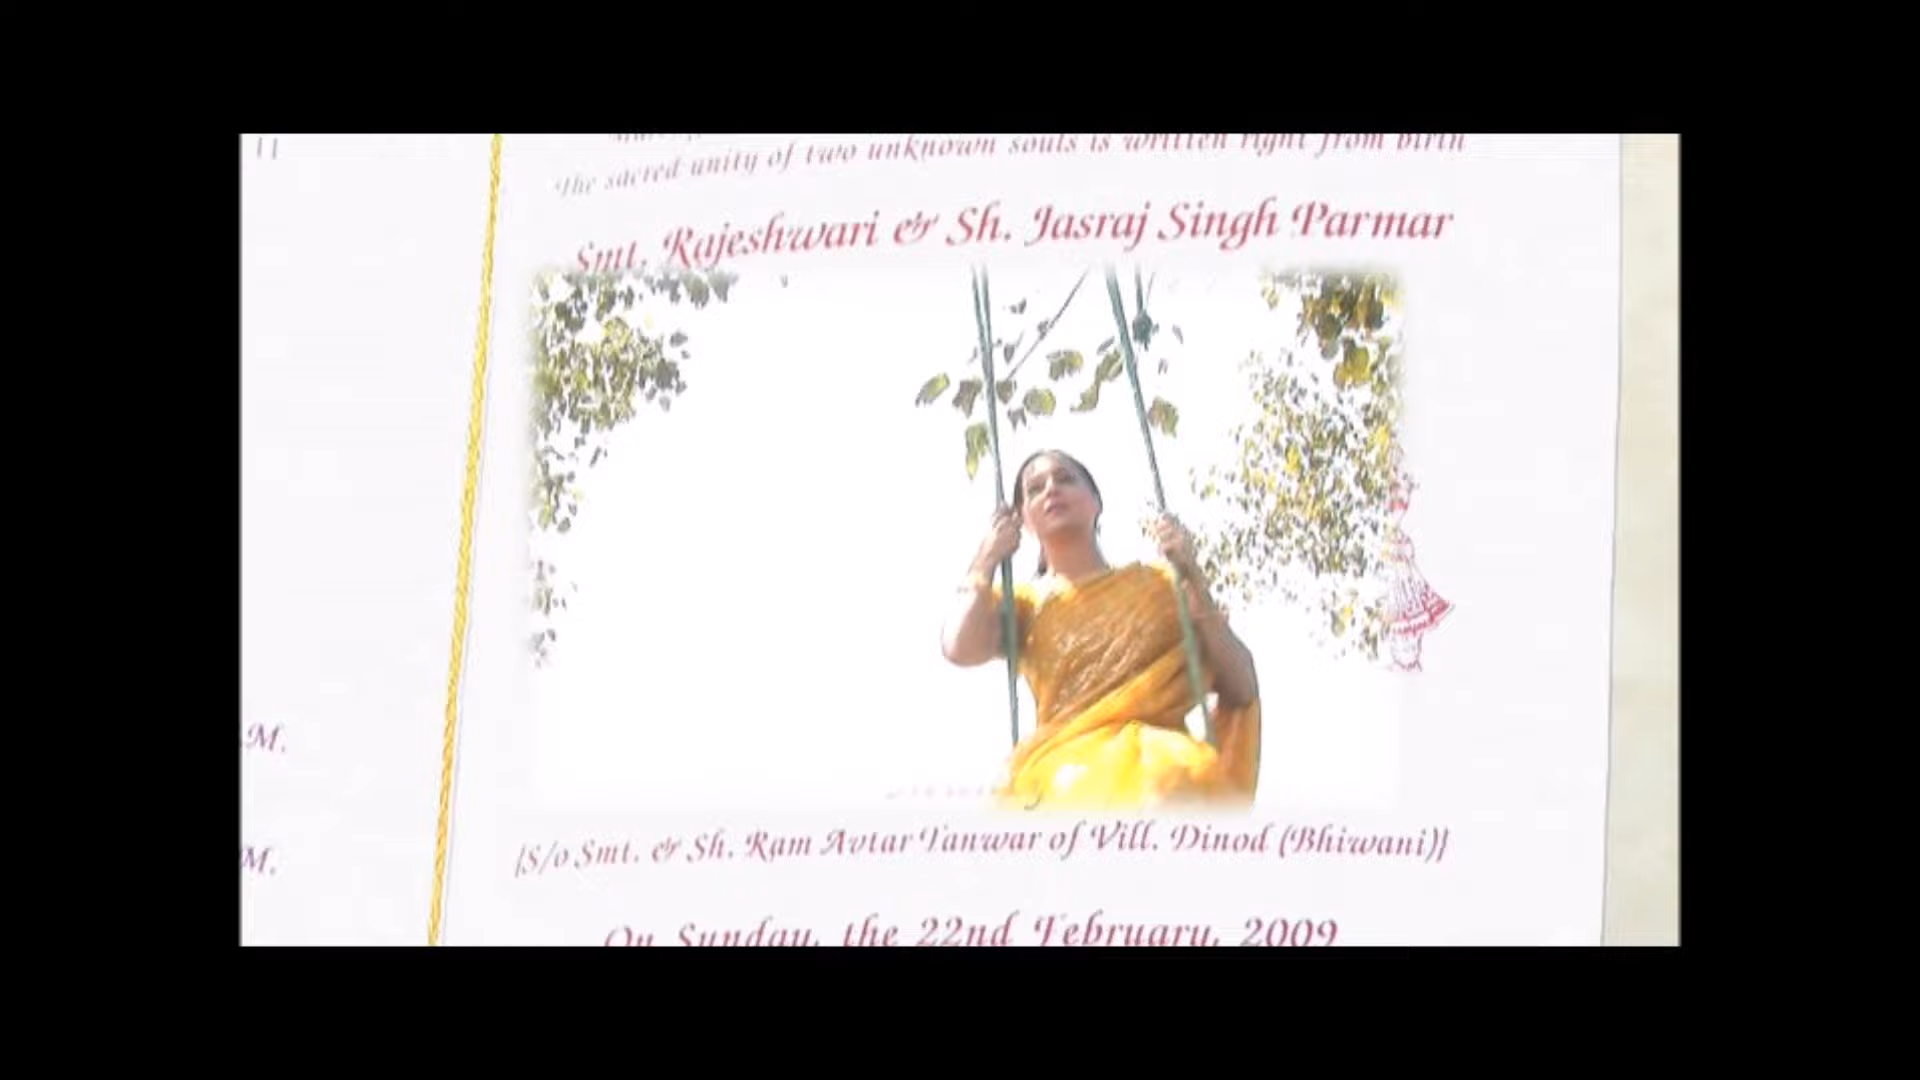 The sacred unity of two unknown souls is written right from birth
Smt. Rajeshwari & Sh. Jasraj Singh Parmar
{S/o Smt. & Sh. Ram Avtar Tanwar of Vill. Dinod (Bhiwani)}
On Sunday, the 22nd February, 2009
M.
M.